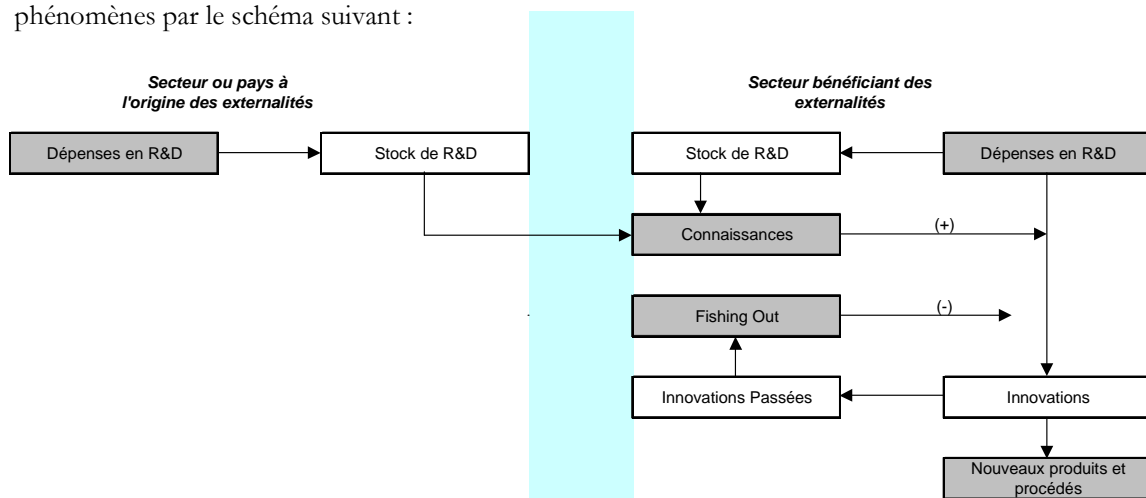 phénomènes par le schéma suivant :
Secteur ou pays à
l'origine des externalités
Secteur bénéficiant des
externalités
Dépenses en R&D
Stock de R&D
Stock de R&D
Dépenses en R&D
Connaissances
(+)
Fishing Out
(-)
Innovations Passées
Innovations
Nouveaux produits et
procédés